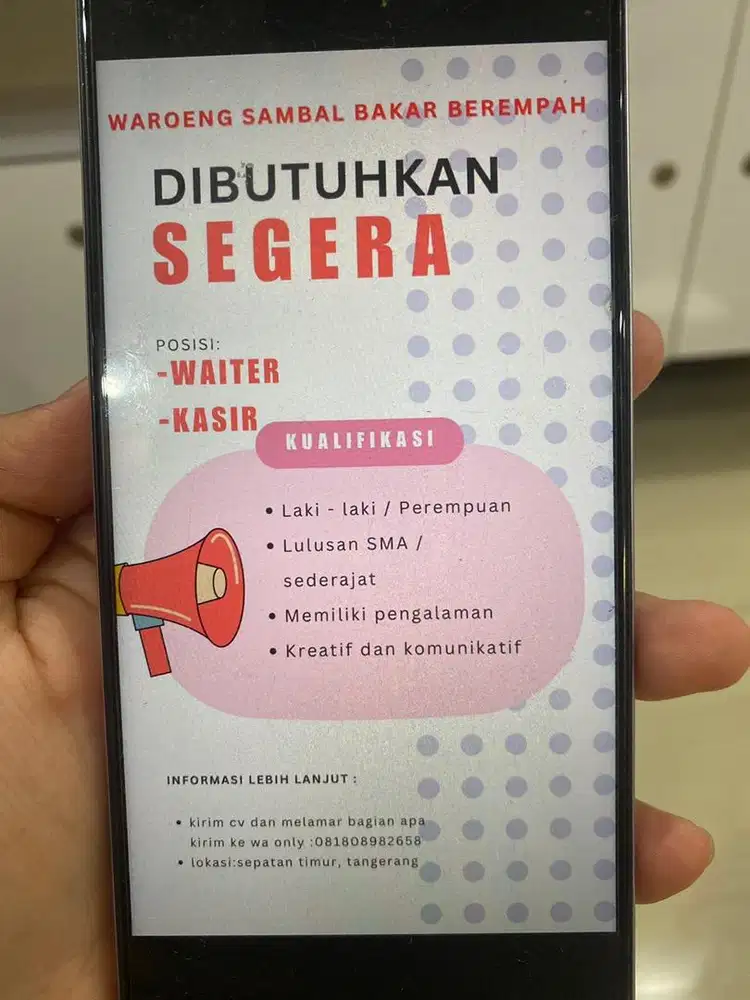 WAROENG SAMBAL BAKAR BEREMPAH
DIBUTUHKAN
SEGERA
POSISI:
-WAITER
-KASIR
KUALIFIKASI
• Laki - laki / Perempuan
• Lulusan SMA /
sederajat
• Memiliki pengalaman
• Kreatif dan komunikatif
INFORMASI LEBIH LANJUT :
• kirim cv dan melamar bagian apa
kirim ke wa only :081808982658
• lokasi:sepatan timur, tangerang